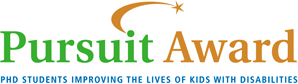 Pursuit Award
PHD STUDENTS IMPROVING THE LIVES OF KIDS WITH DISABILITIES